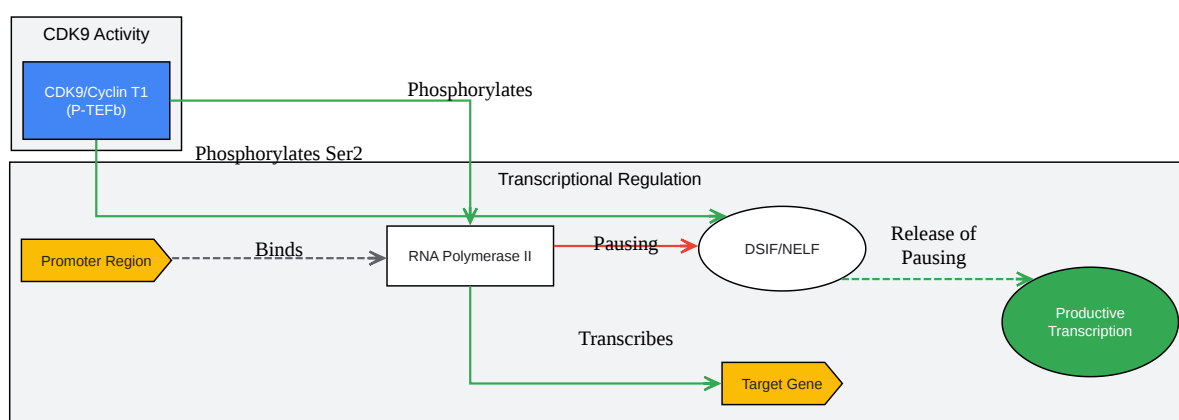 CDK9 Activity
CDK9/Cyclin T1
(P-TEFb)
Phosphorylates
Phosphorylates Ser2
Transcriptional Regulation
Promoter Region
Binds
RNA Polymerase II
Pausing
DSIF/NELF
Release of
Pausing
Productive
Transcription
Transcribes
Target Gene